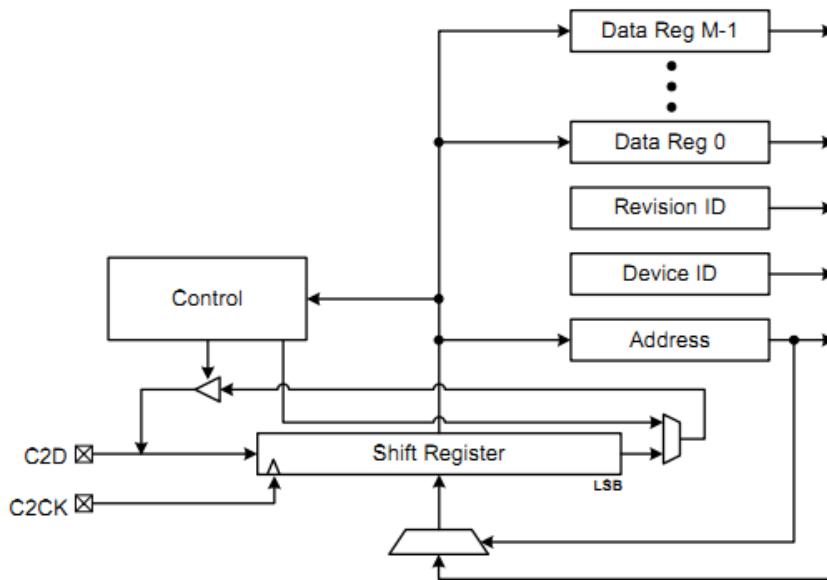 Data Reg M-1
Data Reg 0
Revision ID
Device ID
Control
Address
C2D
Shift Register
C2CK
LSB